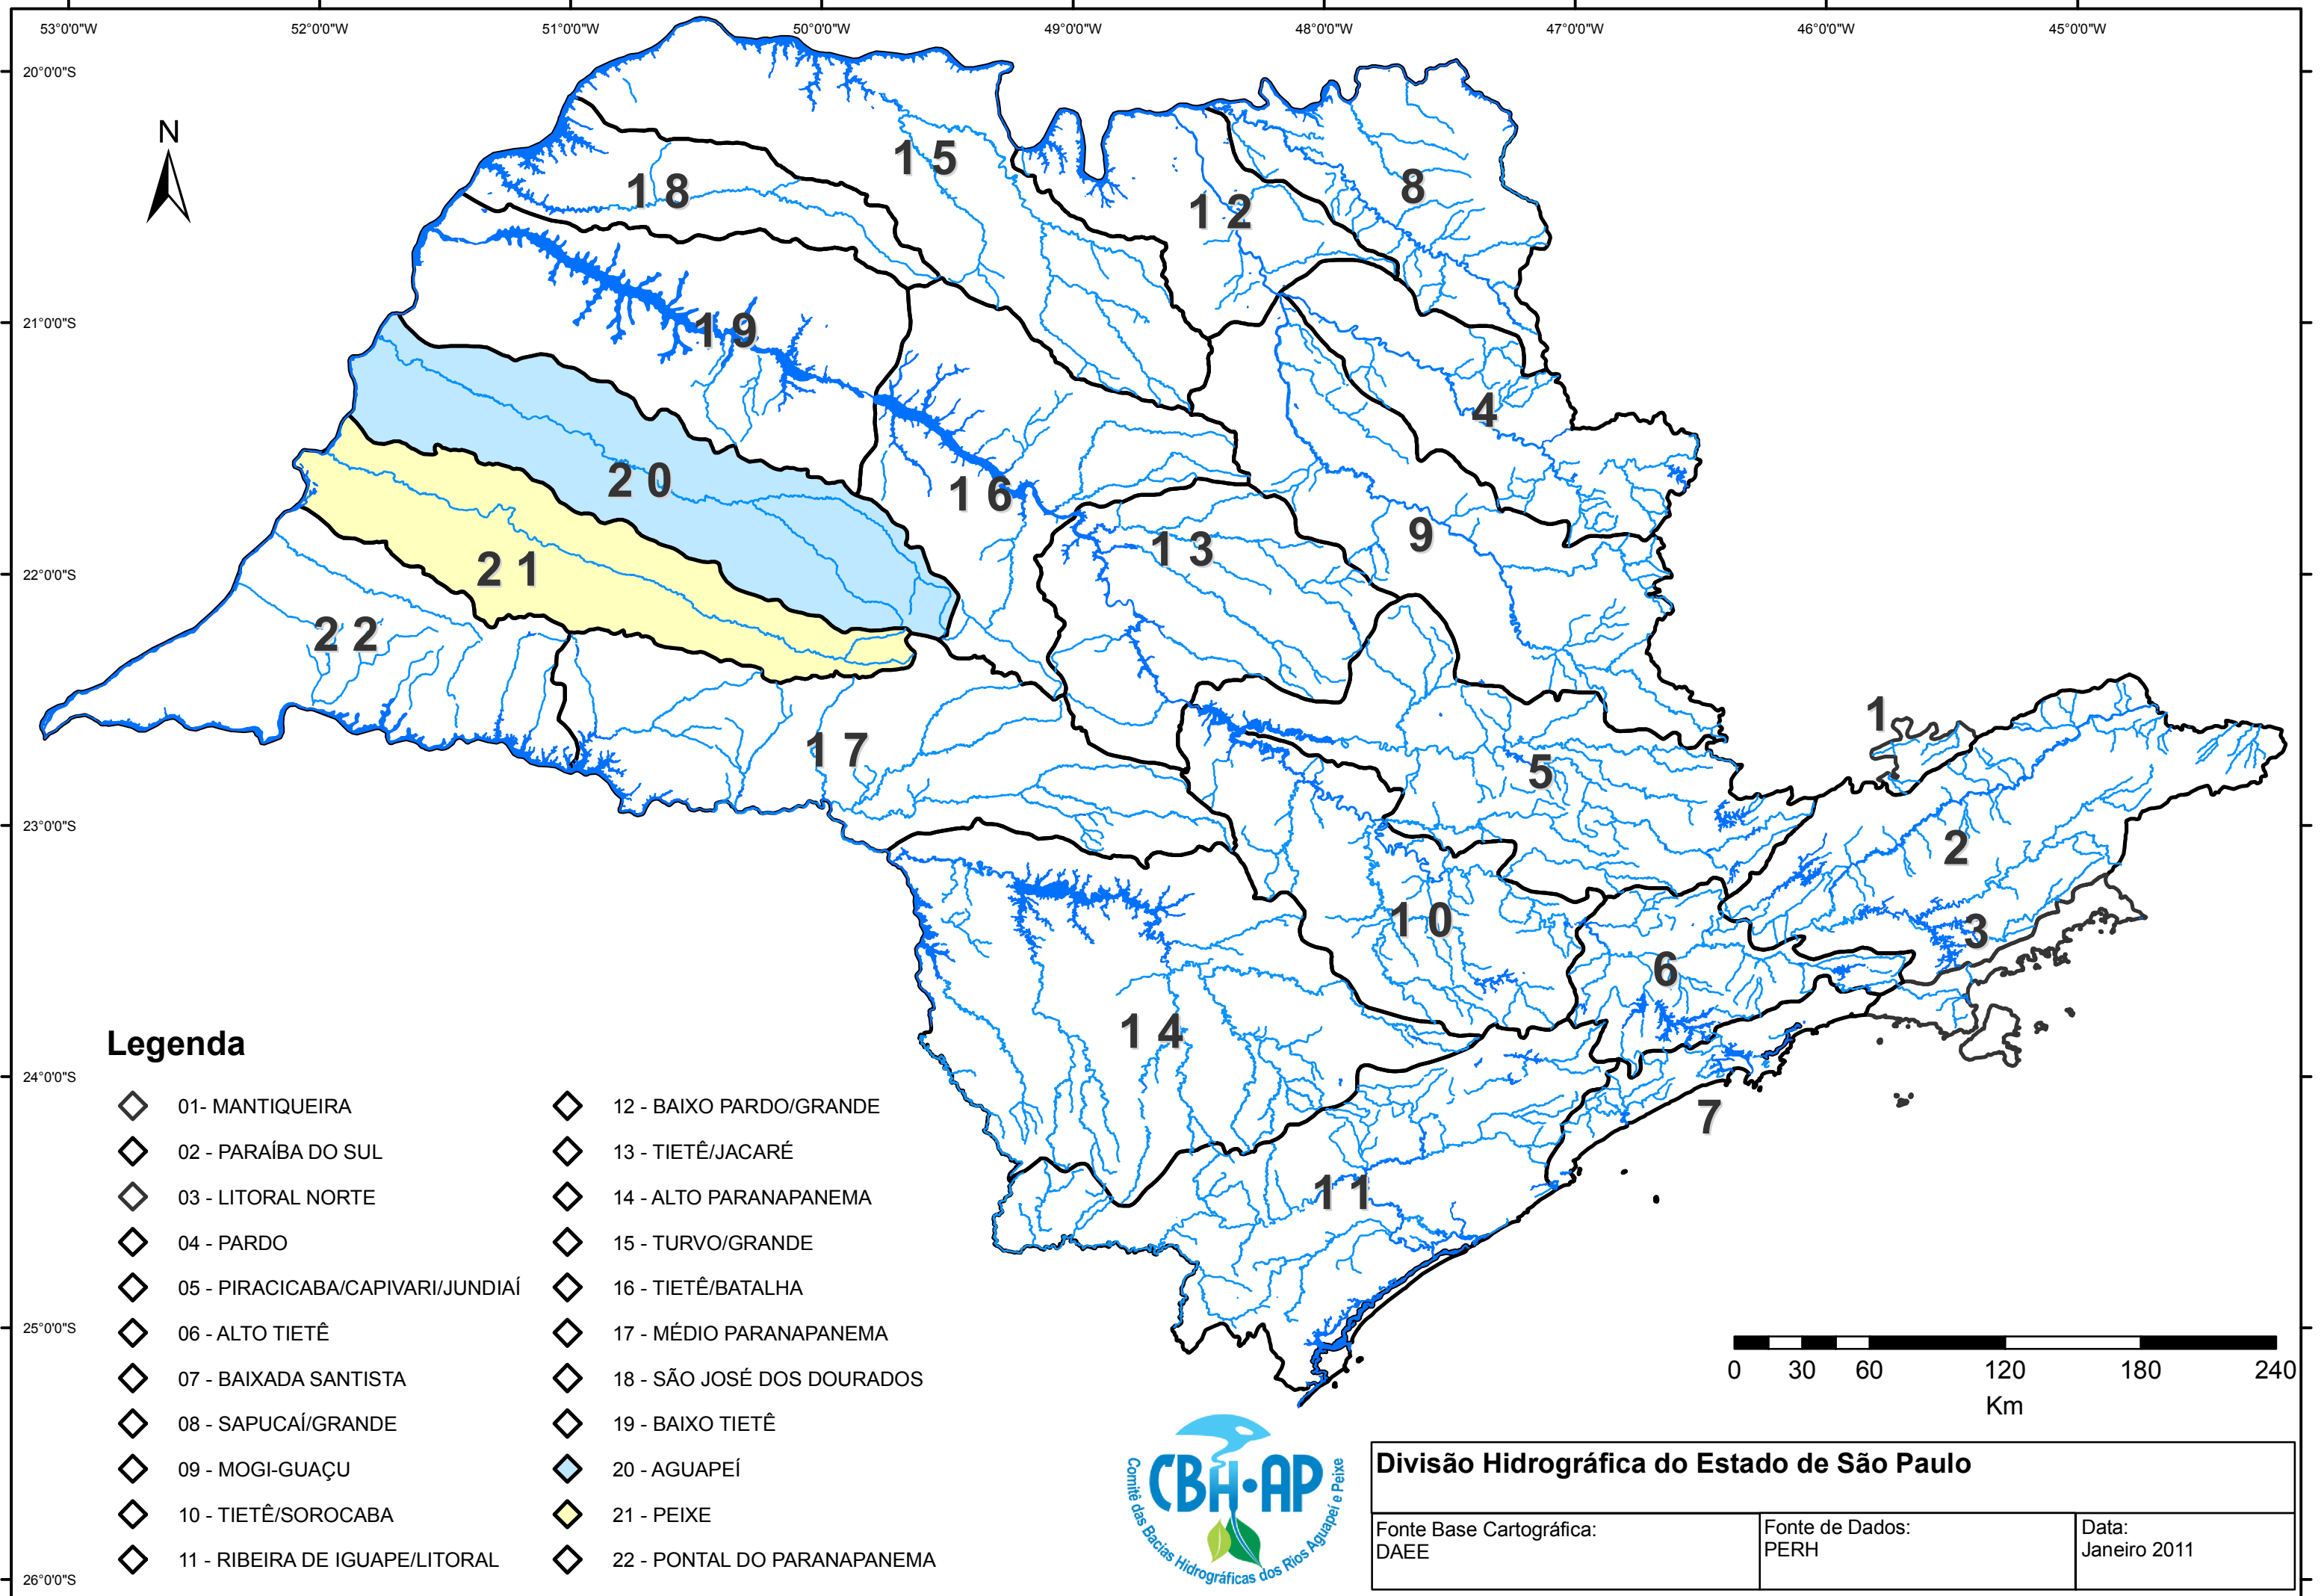 53°0'0"W 52°0'0"W 51°0'0"W 50°0'0"W 49°0'0"W 48°0'0"W 47°0'0"W 46°0'0"W 45°0'0"W
20°0'0"S
N
15
18
8
12
21°0'0"S
19
4
20
16
9
13
21
22°0'0"S
22
1
17
5
23°0'0"S
2
10
3
6
14
Legenda
24°0'0"S
7
11
01- MANTIQUEIRA
02 - PARAÍBA DO SUL
03 - LITORAL NORTE
04 - PARDO
05 - PIRACICABA/CAPIVARI/JUNDIAÍ
06 - ALTO TIETÊ
07 - BAIXADA SANTISTA
08 - SAPUCAÍ/GRANDE
09 - MOGI-GUAÇU
10 - TIETÊ/SOROCABA
11 - RIBEIRA DE IGUAPE/LITORAL
12 - BAIXO PARDO/GRANDE
13 - TIETÊ/JACARÉ
14 - ALTO PARANAPANEMA
15 - TURVO/GRANDE
16 - TIETÊ/BATALHA
17 - MÉDIO PARANAPANEMA
18 - SÃO JOSÉ DOS DOURADOS
19 - BAIXO TIETÊ
20 - AGUAPEÍ
21 - PEIXE
22 - PONTAL DO PARANAPANEMA
25°0'0"S
26°0'0"S
0 30 60 120 180 240
Km
CBH•AP
Comitê das Bacias Hidrográficas dos Rios Aguapeí e Peixe
Divisão Hidrográfica do Estado de São Paulo
Fonte Base Cartográfica:
DAEE
Fonte de Dados:
PERH
Data:
Janeiro 2011